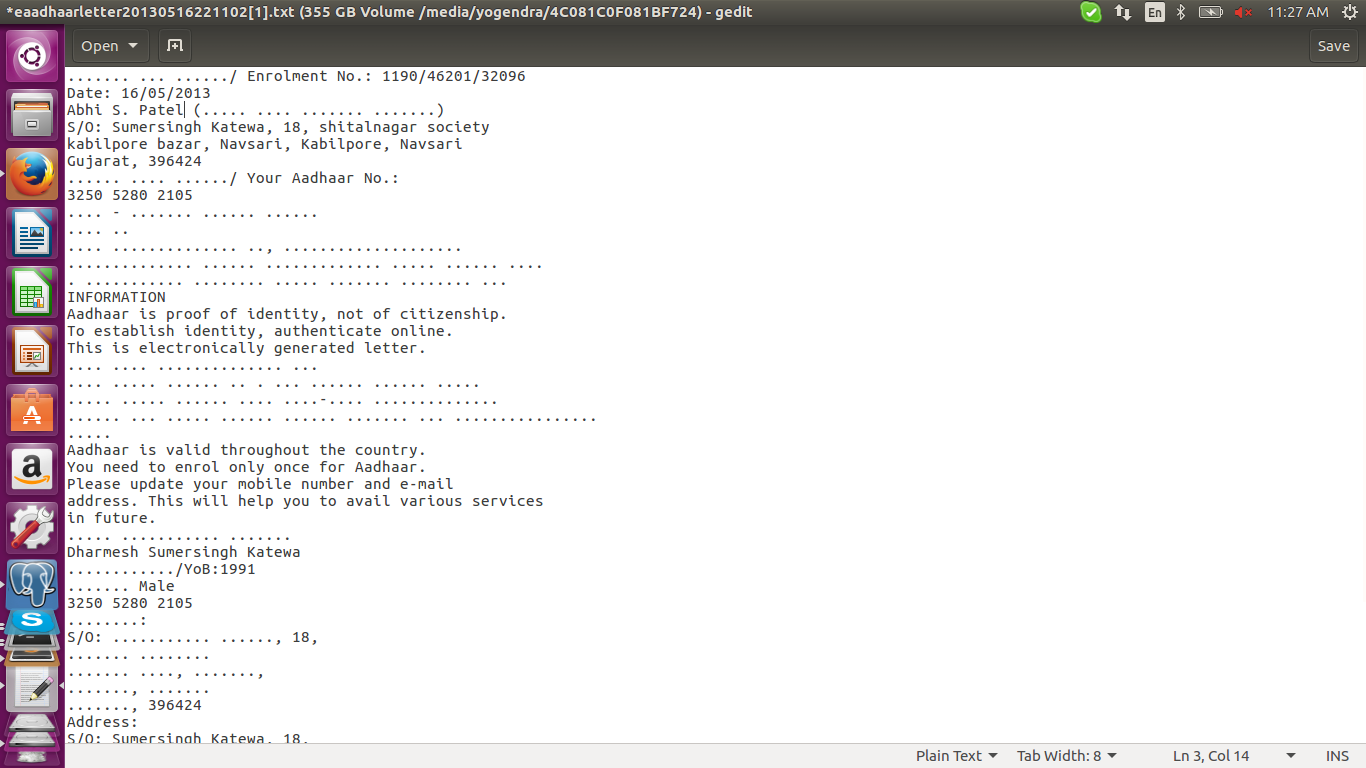 *eaadhaarletter20130516221102[1].txt (355 GB Volume /media/yogendra/4C081C0F081BF724) - gedit
En
11:27 AM
Open
Save
....... ... ....../ Enrolment No.: 1190/46201/32096
Date: 16/05/2013
Abhi S. Patel (..... .... ....... .......)
S/O: Sumersingh Katewa, 18, shitalnagar society
kabilpore bazar, Navsari, Kabilpore, Navsari
Gujarat, 396424
...... .... ....../ Your Aadhaar No.:
3250 5280 2105
.... - ....... ...... ......
.... ..
.... .............. .., ....................
.............. ...... ............. ..... ...... ....
. ........... ........ ..... ....... ........ ...
INFORMATION
Aadhaar is proof of identity, not of citizenship.
To establish identity, authenticate online.
This is electronically generated letter.
.... .... .............. ...
.... ..... ...... .. . ... ...... ...... .....
..... ..... ...... .... ....-.... ..............
...... ... ..... ...... ...... ....... ... ................
.....
Aadhaar is valid throughout the country.
You need to enrol only once for Aadhaar.
Please update your mobile number and e-mail
address. This will help you to avail various services
in future.
..... ........... .......
Dharmesh Sumersingh Katewa
............/YoB:1991
....... Male
3250 5280 2105
........:
S/O: ........... ......, 18,
....... ........
....... ...., .......,
......., .......
......., 396424
Address:
S/O: Sumersingh Katewa, 18,
Plain Text
Tab Width: 8
Ln 3, Col 14
INS